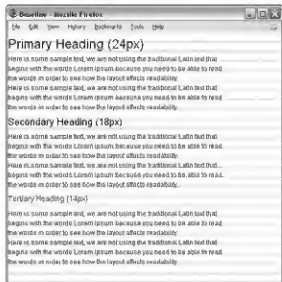 Baseline - Mozilla Firefox
File Edit View History Bookmarks Tools Help
Primary Heading (24px)
Here is some sample text, we are not using the traditional Latin text that
begins with the words Lorem Ipsum because you need to be able to read
the words in order to see how the layout affects readability.
Here is some sample text, we are not using the traditional Latin text that
begins with the words Lorem Ipsum because you need to be able to read
the words in order to see how the layout affects readability.
Secondary Heading (18px)
Here is some sample text, we are not using the traditional Latin text that
begins with the words Lorem Ipsum because you need to be able to read
the words in order to see how the layout affects readability.
Here is some sample text, we are not using the traditional Latin text that
begins with the words Lorem Ipsum because you need to be able to read
the words in order to see how the layout affects readability.
Tertiary Heading (14px)
Here is some sample text, we are not using the traditional Latin text that
begins with the words Lorem Ipsum because you need to be able to read
the words in order to see how the layout affects readability.
Here is some sample text, we are not using the traditional Latin text that
begins with the words Lorem Ipsum because you need to be able to read
the words in order to see how the layout affects readability.